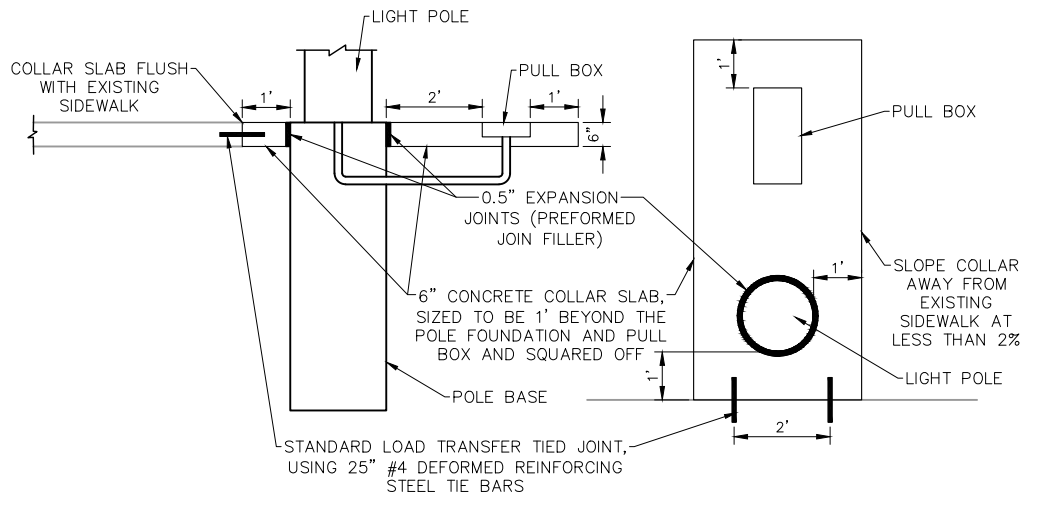 LIGHT POLE
COLLAR SLAB FLUSH
WITH EXISTING
SIDEWALK
1'
2'
PULL BOX
1'
6"
1'
PULL BOX
0.5" EXPANSION
JOINTS (PREFORMED
JOIN FILLER)
1'
SLOPE COLLAR
AWAY FROM
EXISTING
SIDEWALK AT
LESS THAN 2%
6" CONCRETE COLLAR SLAB,
SIZED TO BE 1' BEYOND THE
POLE FOUNDATION AND PULL
BOX AND SQUARED OFF
1'
LIGHT POLE
POLE BASE
2'
STANDARD LOAD TRANSFER TIED JOINT,
USING 25" #4 DEFORMED REINFORCING
STEEL TIE BARS